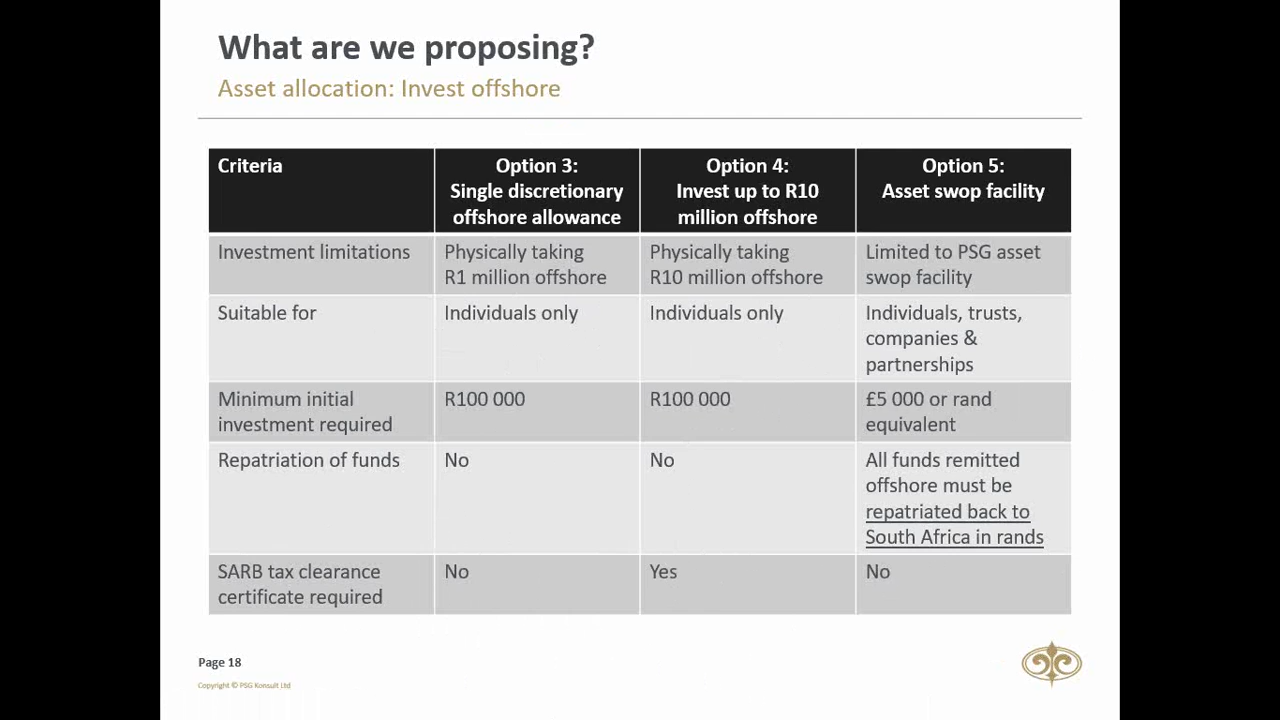 What are we proposing?
Asset allocation: Invest offshore
Criteria
Option 3:
Single discretionary
offshore allowance
Option 4:
Invest up to R10
million offshore
Option 5:
Asset swop facility
Investment limitations
Physically taking
R1 million offshore
Physically taking
R10 million offshore
Limited to PSG asset
swop facility
Suitable for
Individuals only
Individuals only
Individuals, trusts,
companies &
partnerships
Minimum initial
investment required
R100 000
R100 000
£5 000 or rand
equivalent
Repatriation of funds
No
No
All funds remitted
offshore must be
repatriated back to
South Africa in rands
SARB tax clearance
certificate required
No
Yes
No
Page 18
Copyright © PSG Konsult Ltd